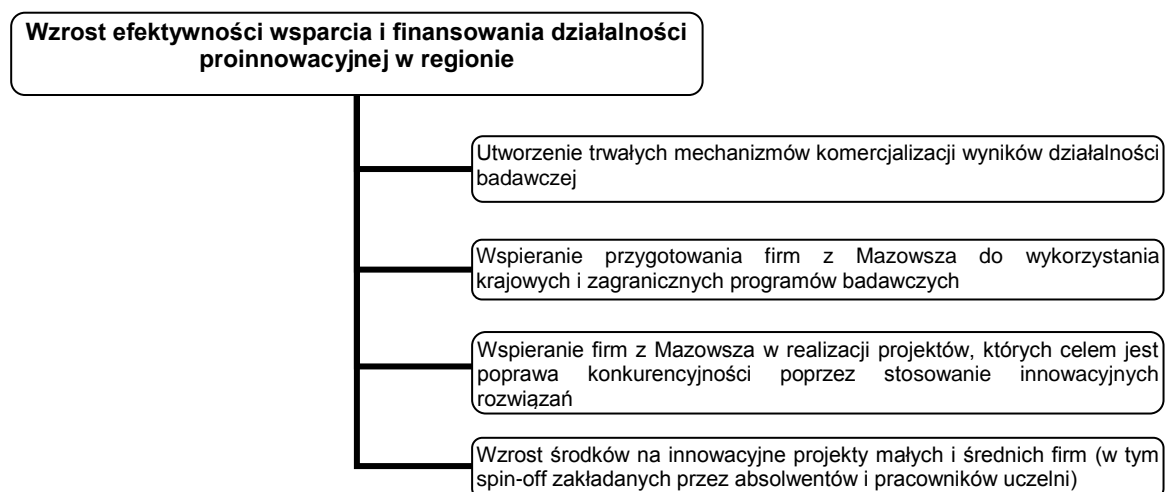 Wzrost efektywności wsparcia i finansowania działalności
proinnowacyjnej w regionie
Utworzenie trwałych mechanizmów komercjalizacji wyników działalności
badawczej
Wspieranie przygotowania firm z Mazowsza do wykorzystania
krajowych i zagranicznych programów badawczych
Wspieranie firm z Mazowsza w realizacji projektów, których celem jest
poprawa konkurencyjności poprzez stosowanie innowacyjnych
rozwiązań
Wzrost środków na innowacyjne projekty małych i średnich firm (w tym
spin-off zakładanych przez absolwentów i pracowników uczelni)